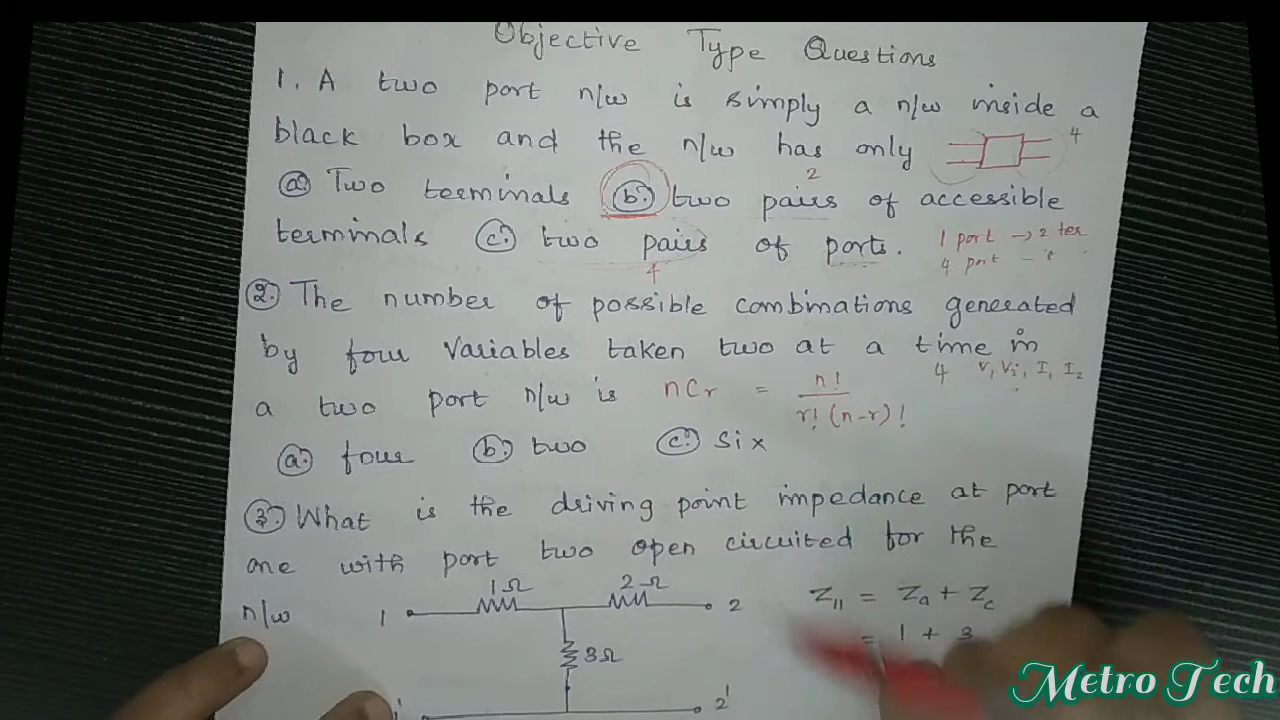 Objective Type Questions
1. A two port n/w is simply a n/w inside a
black box and the n/w has only
4
2
(a.) Two terminals (b.) two pairs of accessible
terminals (c.) two pairs of ports.
1 port → 2 ter
4 port -
4
(2.) The number of possible combinations generated
by four variables taken two at a time in
4 V1, Vi, I1 I2
a two port n/w is nCr = n! / r! (n-r)!
(a.) four (b.) two (c.) six
(3.) What is the driving point impedance at port
one with port two open circuited for the
n/w
1Ω 2Ω
1 2
3Ω
1' 2'
Z11 = Za + Zc
= 1 + 3
Metro Tech